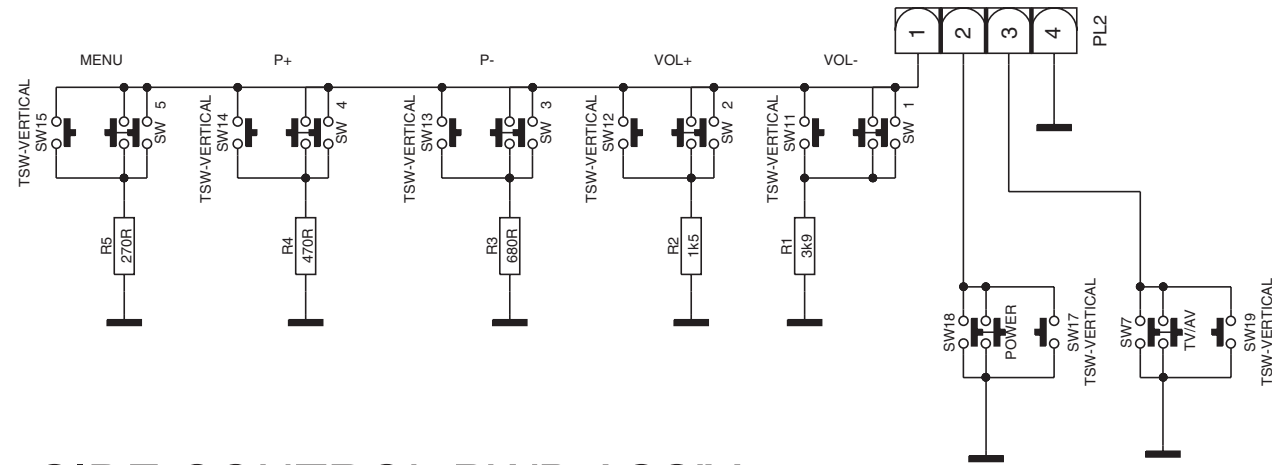 MENU
P+
P-
VOL+
VOL-
1
2
3
4
PL2
TSW-VERTICAL
SW15
SW
5
TSW-VERTICAL
SW14
SW
4
TSW-VERTICAL
SW13
SW
3
TSW-VERTICAL
SW12
SW
2
TSW-VERTICAL
SW11
SW
1
R5
270R
R4
470R
R3
680R
R2
1k5
R1
3k9
SW18
POWER
SW17
TSW-VERTICAL
SW7
TV/AV
SW19
TSW-VERTICAL